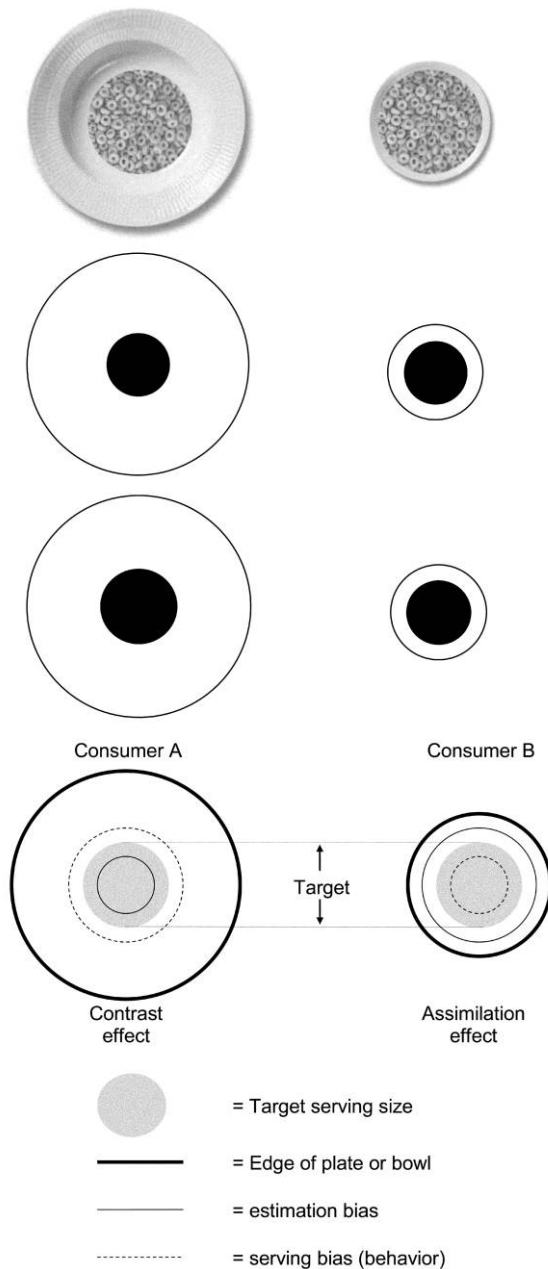 Consumer A
Consumer B
Target
Contrast
effect
Assimilation
effect
= Target serving size
= Edge of plate or bowl
= estimation bias
= serving bias (behavior)